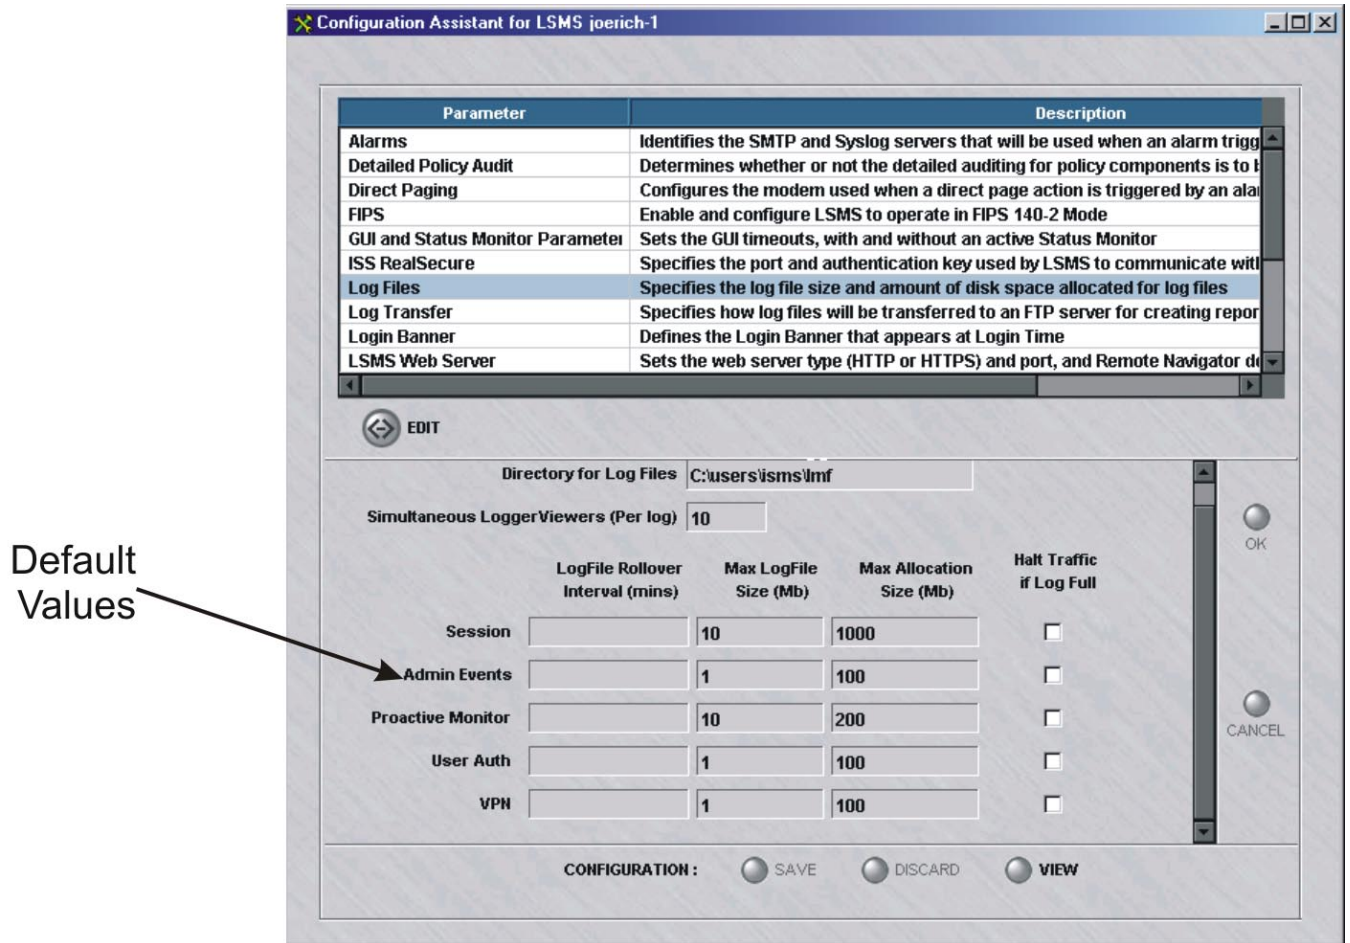 Configuration Assistant for LSMS joerich-1
Parameter Description
Alarms Identifies the SMTP and Syslog servers that will be used when an alarm trigg
Detailed Policy Audit Determines whether or not the detailed auditing for policy components is to
Direct Paging Configures the modem used when a direct page action is triggered by an ala
FIPS Enable and configure LSMS to operate in FIPS 140-2 Mode
GUI and Status Monitor Parameter Sets the GUI timeouts, with and without an active Status Monitor
ISS RealSecure Specifies the port and authentication key used by LSMS to communicate with
Log Files Specifies the log file size and amount of disk space allocated for log files
Log Transfer Specifies how log files will be transferred to an FTP server for creating repor
Login Banner Defines the Login Banner that appears at Login Time
LSMS Web Server Sets the web server type (HTTP or HTTPS) and port, and Remote Navigator
EDIT
Directory for Log Files C:\users\isms\lmf
Simultaneous LoggerViewers (Per log) 10
OK
Default
Values
LogFile Rollover Max LogFile Max Allocation Halt Traffic
Interval (mins) Size (Mb) Size (Mb) if Log Full
Session 10 1000
Admin Events 1 100
Proactive Monitor 10 200
User Auth 1 100
VPN 1 100
CANCEL
CONFIGURATION : SAVE DISCARD VIEW